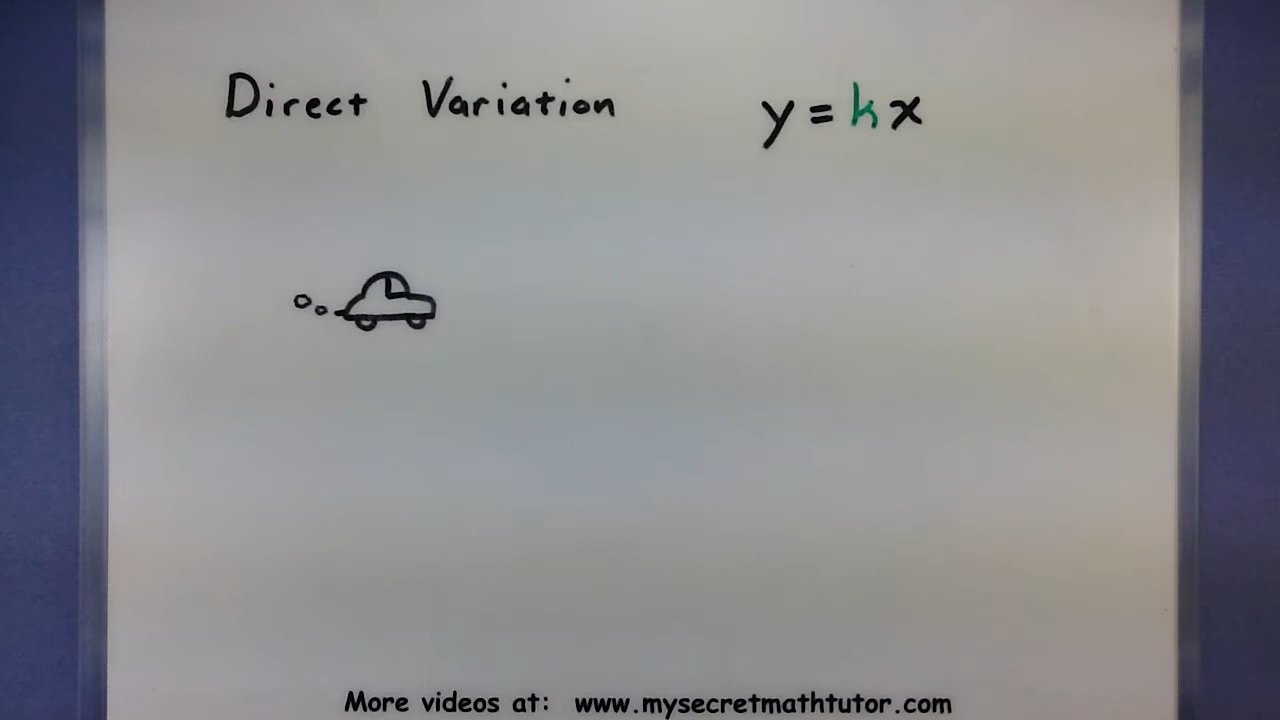 Direct Variation y = kx
More videos at: www.mysecretmathtutor.com